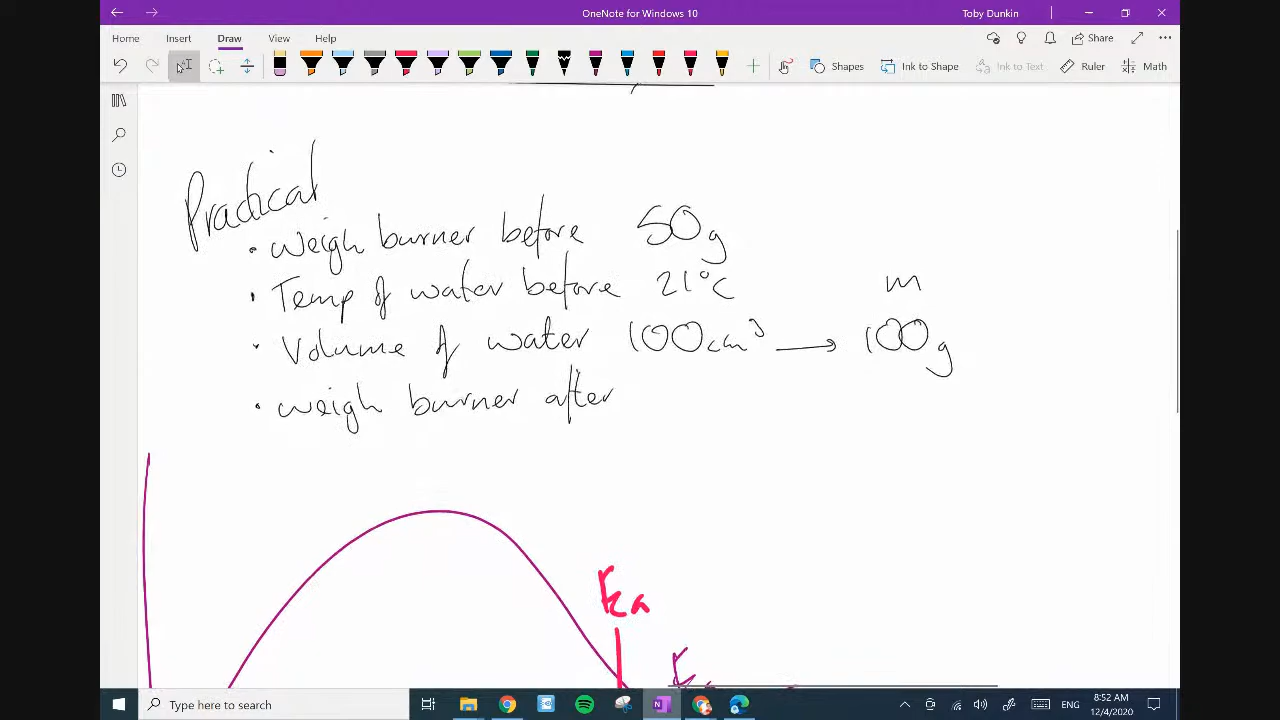 OneNote for Windows 10
Toby Dunkin
Home Insert Draw View Help
Share
Shapes
Ink to Shape
Ink to Text
Ruler
Math
Practical
• weigh burner before 50g
• Temp of water before 21°C
m
• Volume of water 100cm³ → 100g
• weigh burner after
Ea
E
Type here to search
ENG
8:52 AM
12/4/2020